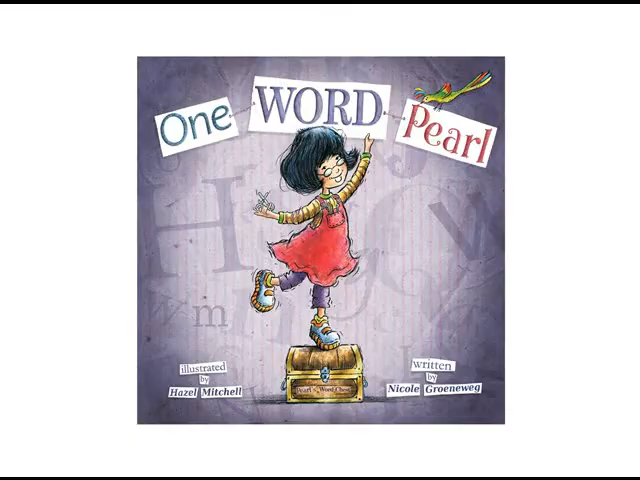 One WORD Pearl
illustrated
by
Hazel Mitchell
written
by
Nicole Groeneweg
Pearl's Word Chest